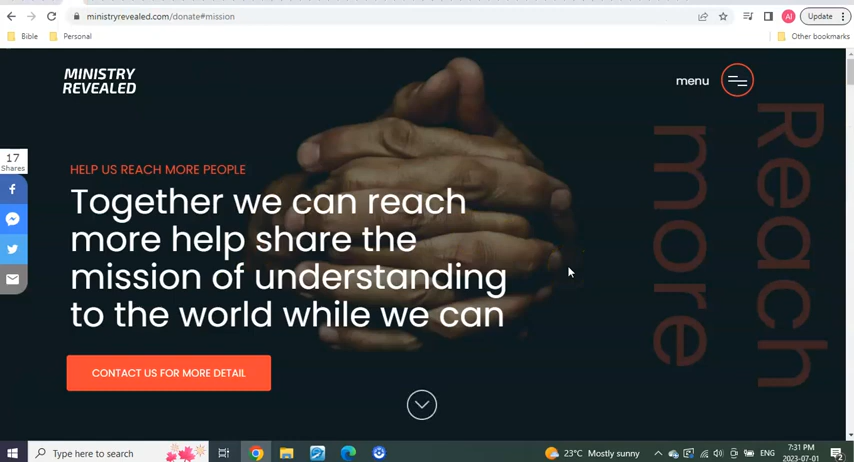 ministryrevealed.com/donate#mission
AI
Update
Bible
Personal
Other bookmarks
MINISTRY
REVEALED
menu
17
Shares
HELP US REACH MORE PEOPLE
Together we can reach
more help share the
mission of understanding
to the world while we can
Reach
more
CONTACT US FOR MORE DETAIL
Type here to search
23°C Mostly sunny
ENG
7:31 PM
2023-07-01
2